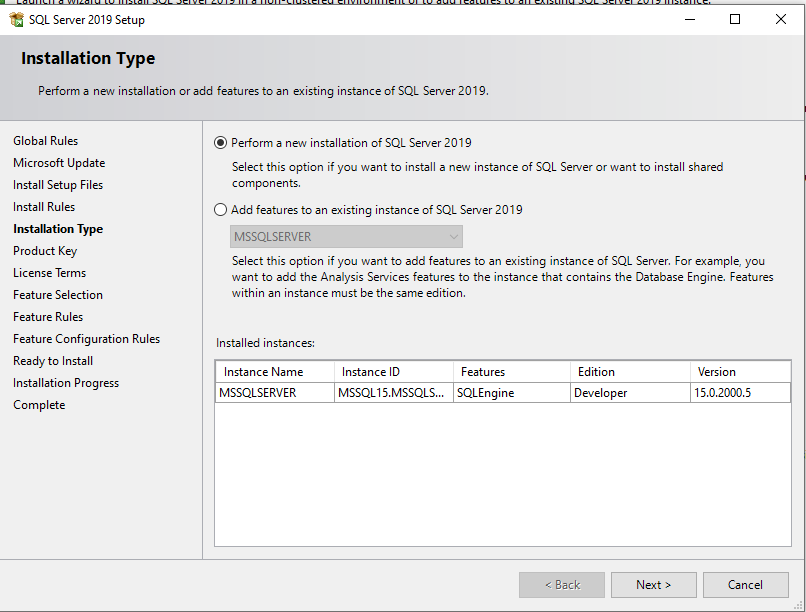 Launch a wizard to install SQL Server 2019 in a non-clustered environment or to add features to an existing SQL Server 2019 instance.
SQL Server 2019 Setup
Installation Type
Perform a new installation or add features to an existing instance of SQL Server 2019.
Global Rules
Microsoft Update
Install Setup Files
Install Rules
Installation Type
Product Key
License Terms
Feature Selection
Feature Rules
Feature Configuration Rules
Ready to Install
Installation Progress
Complete
Perform a new installation of SQL Server 2019
Select this option if you want to install a new instance of SQL Server or want to install shared
components.
Add features to an existing instance of SQL Server 2019
MSSQLSERVER
Select this option if you want to add features to an existing instance of SQL Server. For example, you
want to add the Analysis Services features to the instance that contains the Database Engine. Features
within an instance must be the same edition.
Installed instances:
Instance Name Instance ID Features Edition Version
MSSQLSERVER MSSQL15.MSSQLS... SQLEngine Developer 15.0.2000.5
< Back Next > Cancel